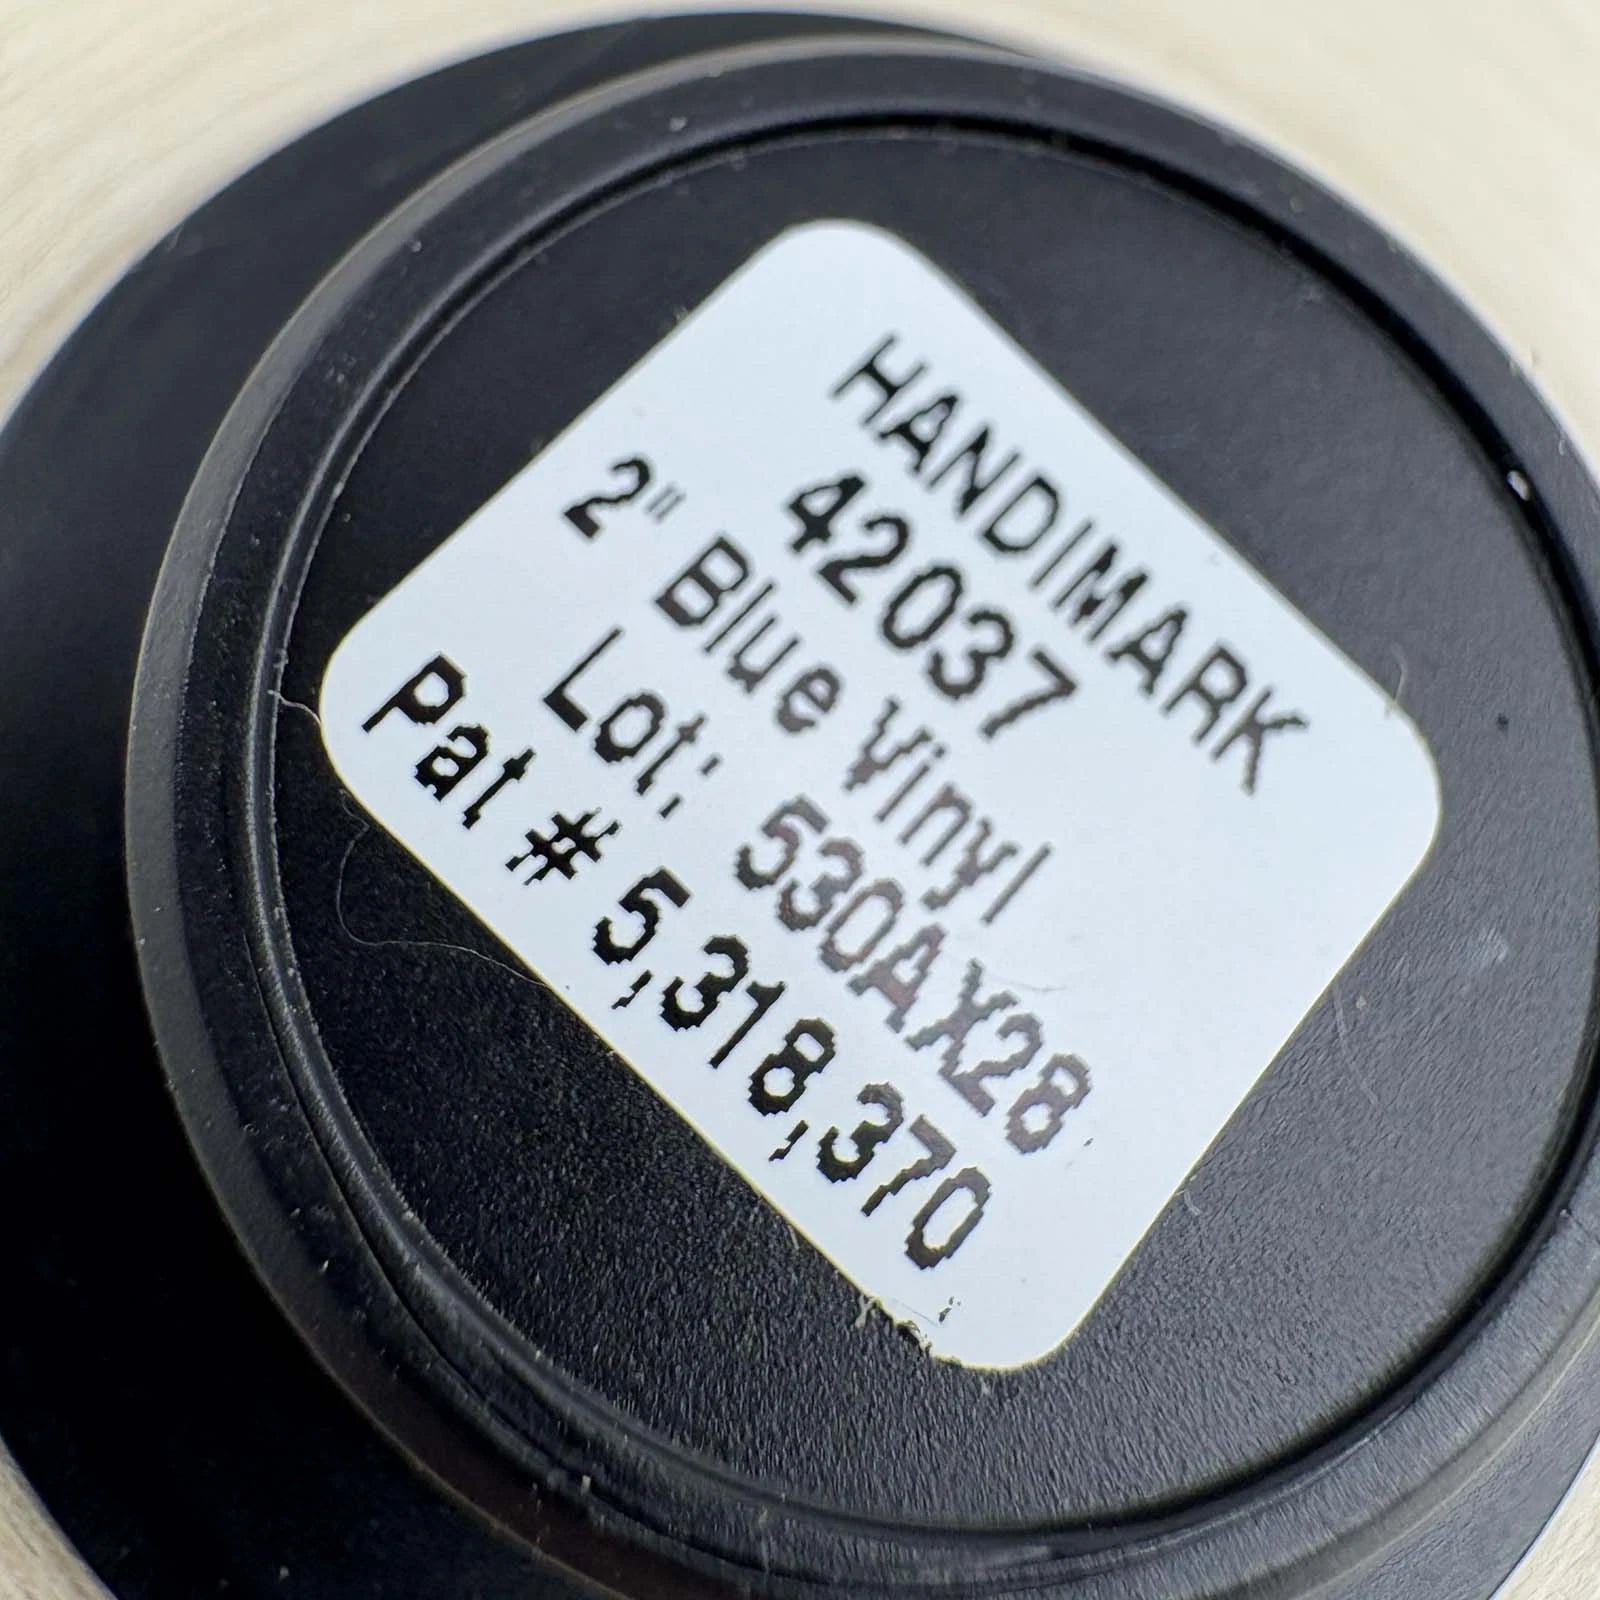 HANDIMARK
42037
2" Blue Vinyl
Lot: 530AX28
Pat # 5,318,370